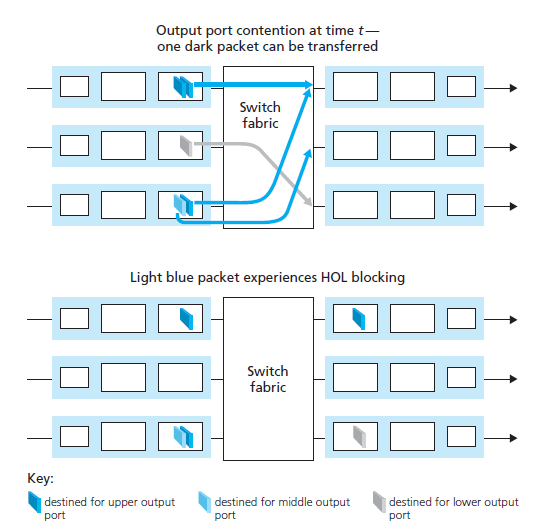 Output port contention at time t—
one dark packet can be transferred
Switch
fabric
Light blue packet experiences HOL blocking
Switch
fabric
Key:
destined for upper output
port
destined for middle output
port
destined for lower output
port